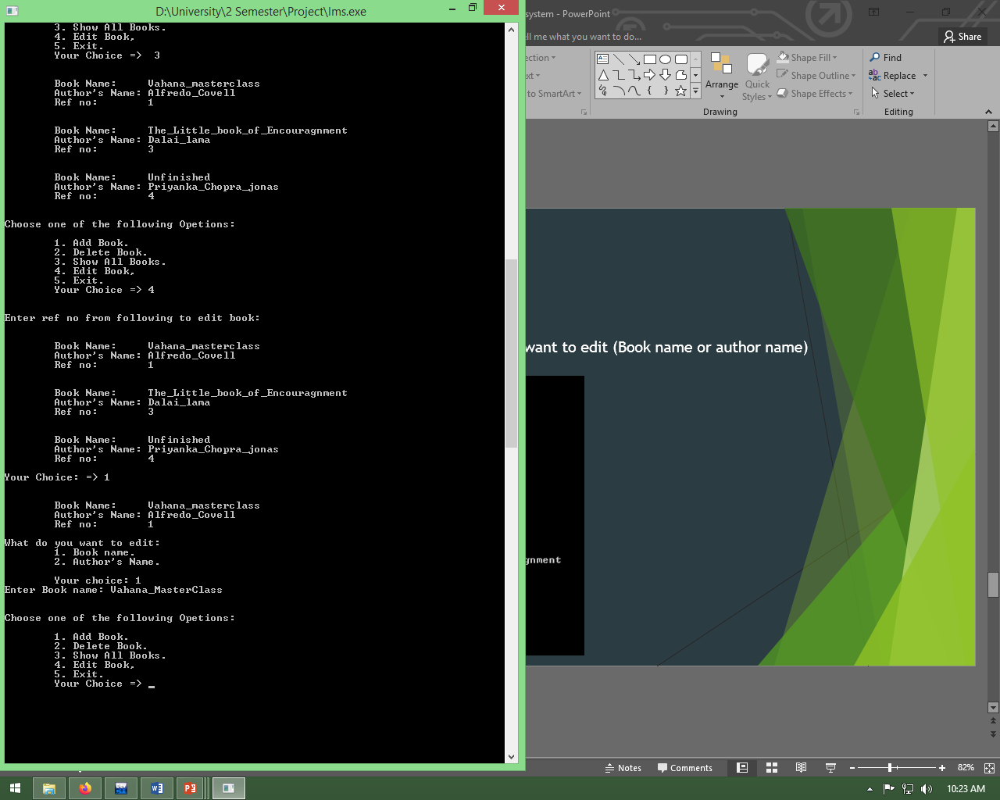 D:\University\2 Semester\Project\lms.exe
3. Show All Books.
4. Edit Book,
5. Exit.
Your Choice => 3
Book Name: Vahana_masterclass
Author's Name: Alfredo_Covell
Ref no: 1
Book Name: The_Little_book_of_Encouragnment
Author's Name: Dalai_lama
Ref no: 3
Book Name: Unfinished
Author's Name: Priyanka_Chopra_jonas
Ref no: 4
Choose one of the following Opetions:
1. Add Book.
2. Delete Book.
3. Show All Books.
4. Edit Book,
5. Exit.
Your Choice => 4
Enter ref no from following to edit book:
Book Name: Vahana_masterclass
Author's Name: Alfredo_Covell
Ref no: 1
Book Name: The_Little_book_of_Encouragnment
Author's Name: Dalai_lama
Ref no: 3
Book Name: Unfinished
Author's Name: Priyanka_Chopra_jonas
Ref no: 4
Your Choice: => 1
Book Name: Vahana_masterclass
Author's Name: Alfredo_Covell
Ref no: 1
What do you want to edit:
1. Book name.
2. Author's Name.
Your choice: 1
Enter Book name: Vahana_MasterClass
Choose one of the following Opetions:
1. Add Book.
2. Delete Book.
3. Show All Books.
4. Edit Book,
5. Exit.
Your Choice => _
system - PowerPoint
ell me what you want to do...
Share
ection
ext
to SmartArt
Arrange
Quick
Styles
Shape Fill
Shape Outline
Shape Effects
Drawing
Find
Replace
Select
Editing
want to edit (Book name or author name)
gnment
Notes
Comments
82%
10:23 AM